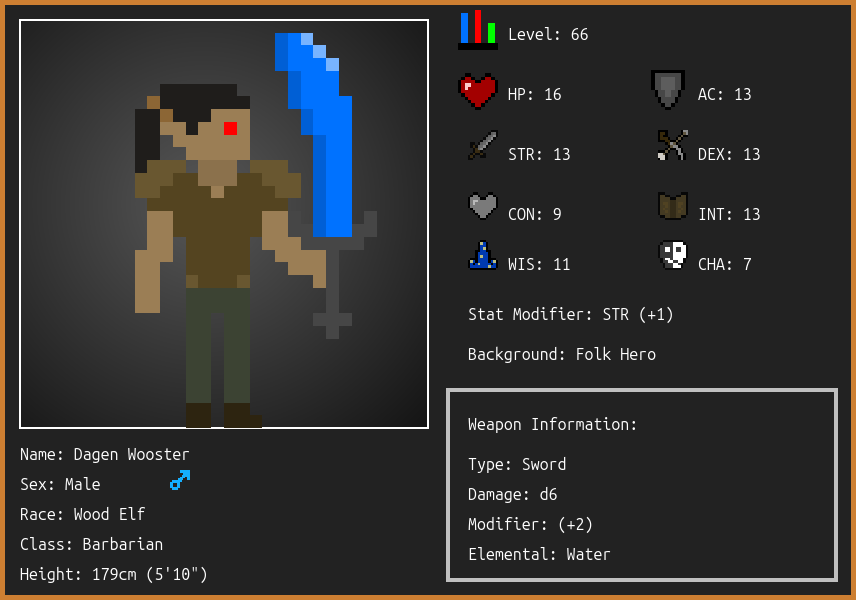 Level: 66
HP: 16
AC: 13
STR: 13
DEX: 13
CON: 9
INT: 13
WIS: 11
CHA: 7
Stat Modifier: STR (+1)
Background: Folk Hero
Weapon Information:
Type: Sword
Damage: d6
Modifier: (+2)
Elemental: Water
Name: Dagen Wooster
Sex: Male
Race: Wood Elf
Class: Barbarian
Height: 179cm (5'10")